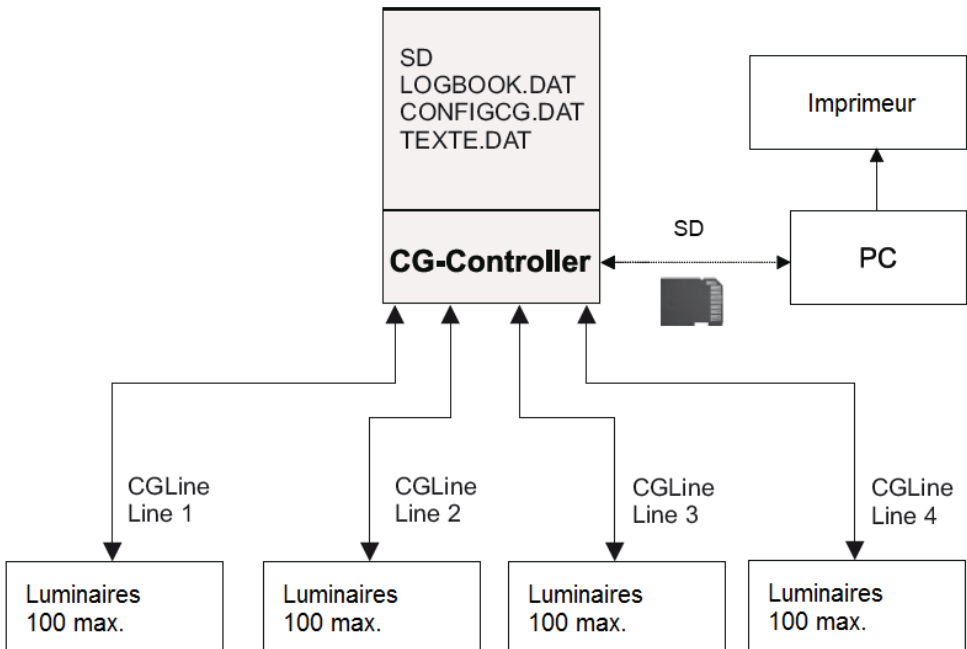 SD
LOGBOOK.DAT
CONFIGCG.DAT
TEXTE.DAT
CG-Controller
SD
Imprimeur
PC
CGLine
Line 1
CGLine
Line 2
CGLine
Line 3
CGLine
Line 4
Luminaires
100 max.
Luminaires
100 max.
Luminaires
100 max.
Luminaires
100 max.